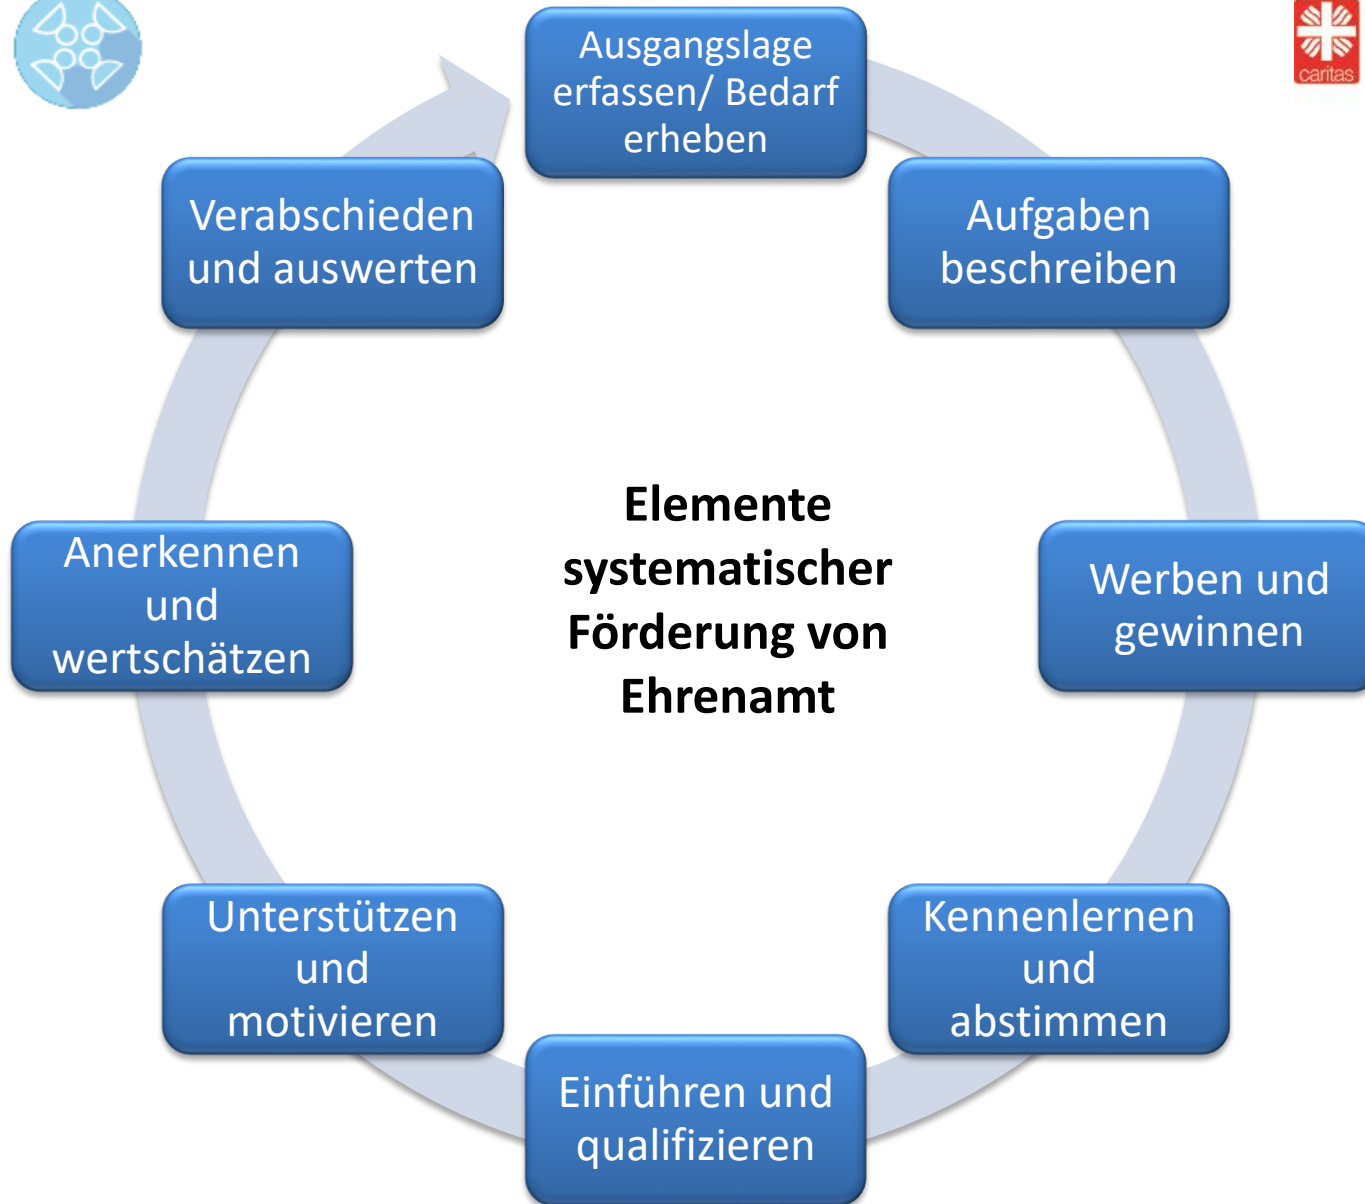 Ausgangslage
erfassen/ Bedarf
erheben
caritas
Verabschieden
und auswerten
Aufgaben
beschreiben
Elemente
systematischer
Förderung von
Ehrenamt
Anerkennen
und
wertschätzen
Werben und
gewinnen
Unterstützen
und
motivieren
Kennenlernen
und
abstimmen
Einführen und
qualifizieren